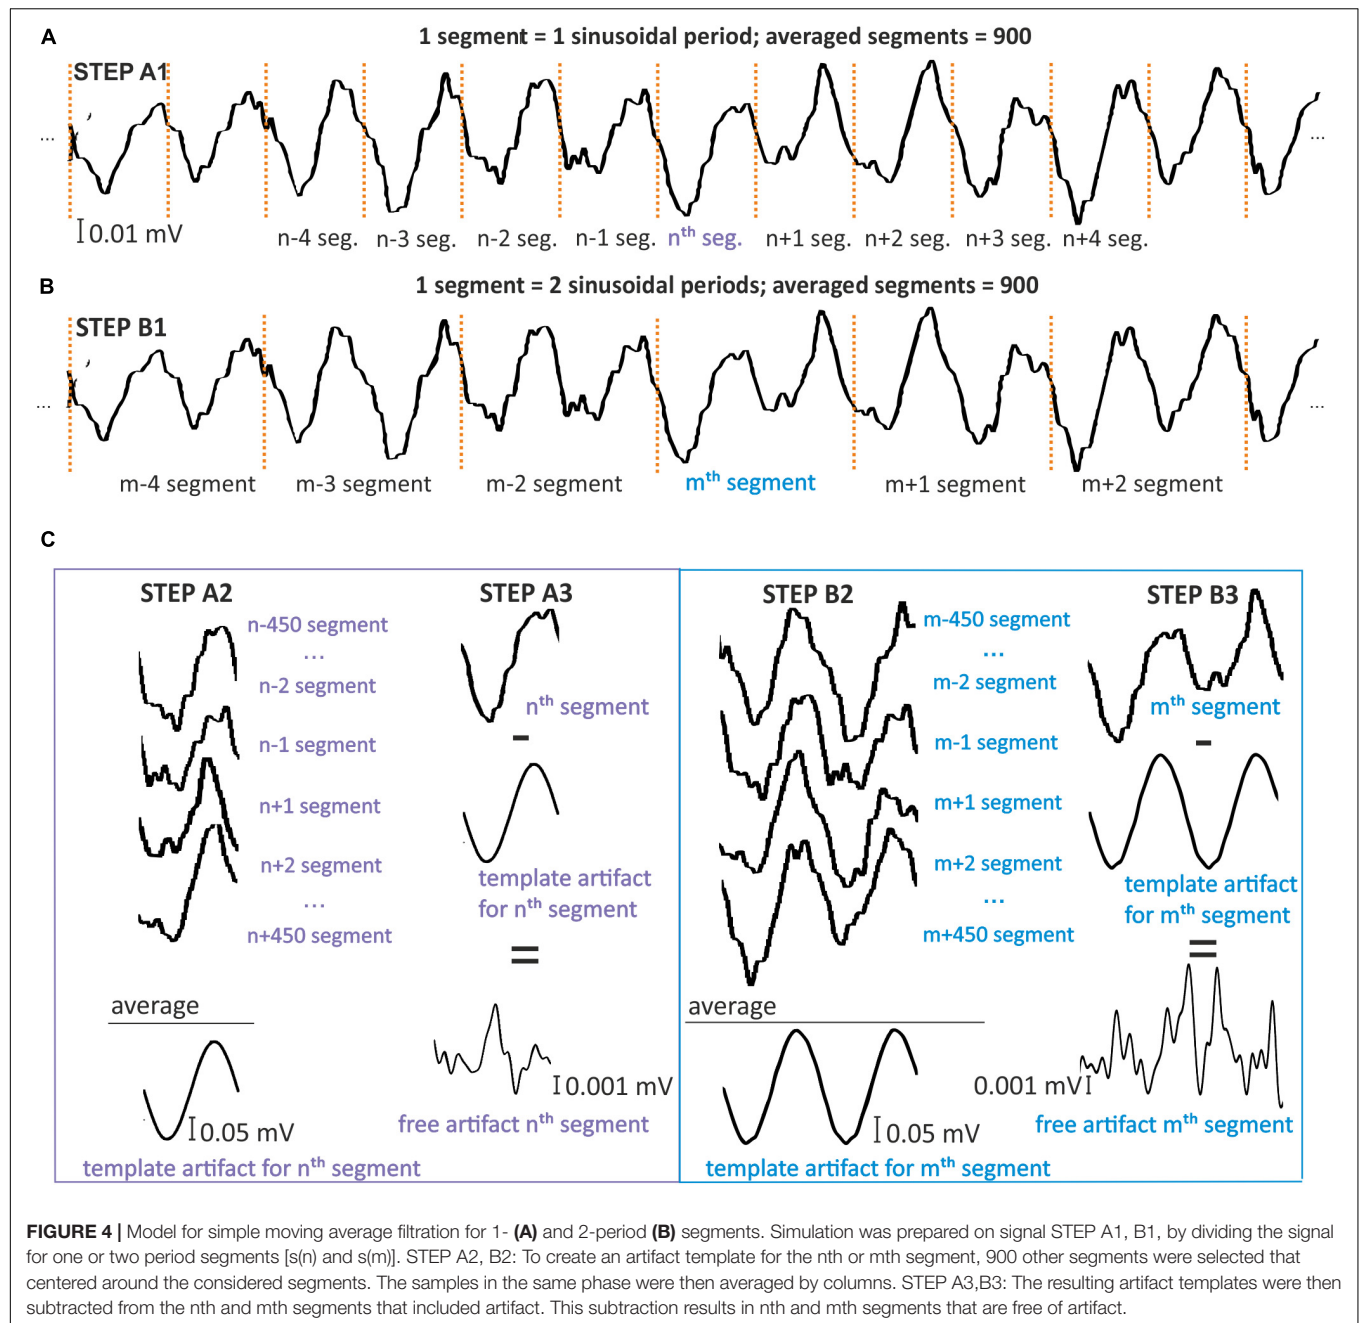 A
1 segment = 1 sinusoidal period; averaged segments = 900
STEP A1
...
...
0.01 mV
n-4 seg. n-3 seg. n-2 seg. n-1 seg. nth seg. n+1 seg. n+2 seg. n+3 seg. n+4 seg.
B
1 segment = 2 sinusoidal periods; averaged segments = 900
STEP B1
...
...
m-4 segment m-3 segment m-2 segment mth segment m+1 segment m+2 segment
C
STEP A2
n-450 segment
...
n-2 segment
n-1 segment
n+1 segment
n+2 segment
...
n+450 segment
average
0.05 mV
template artifact for nth segment
STEP A3
nth segment
–
template artifact
for nth segment
=
0.001 mV
free artifact nth segment
STEP B2
m-450 segment
...
m-2 segment
m-1 segment
m+1 segment
m+2 segment
...
m+450 segment
average
0.05 mV
template artifact for mth segment
STEP B3
mth segment
–
template artifact
for mth segment
=
0.001 mV
free artifact mth segment
FIGURE 4 | Model for simple moving average filtration for 1- (A) and 2-period (B) segments. Simulation was prepared on signal STEP A1, B1, by dividing the signal
for one or two period segments [s(n) and s(m)]. STEP A2, B2: To create an artifact template for the nth or mth segment, 900 other segments were selected that
centered around the considered segments. The samples in the same phase were then averaged by columns. STEP A3,B3: The resulting artifact templates were then
subtracted from the nth and mth segments that included artifact. This subtraction results in nth and mth segments that are free of artifact.